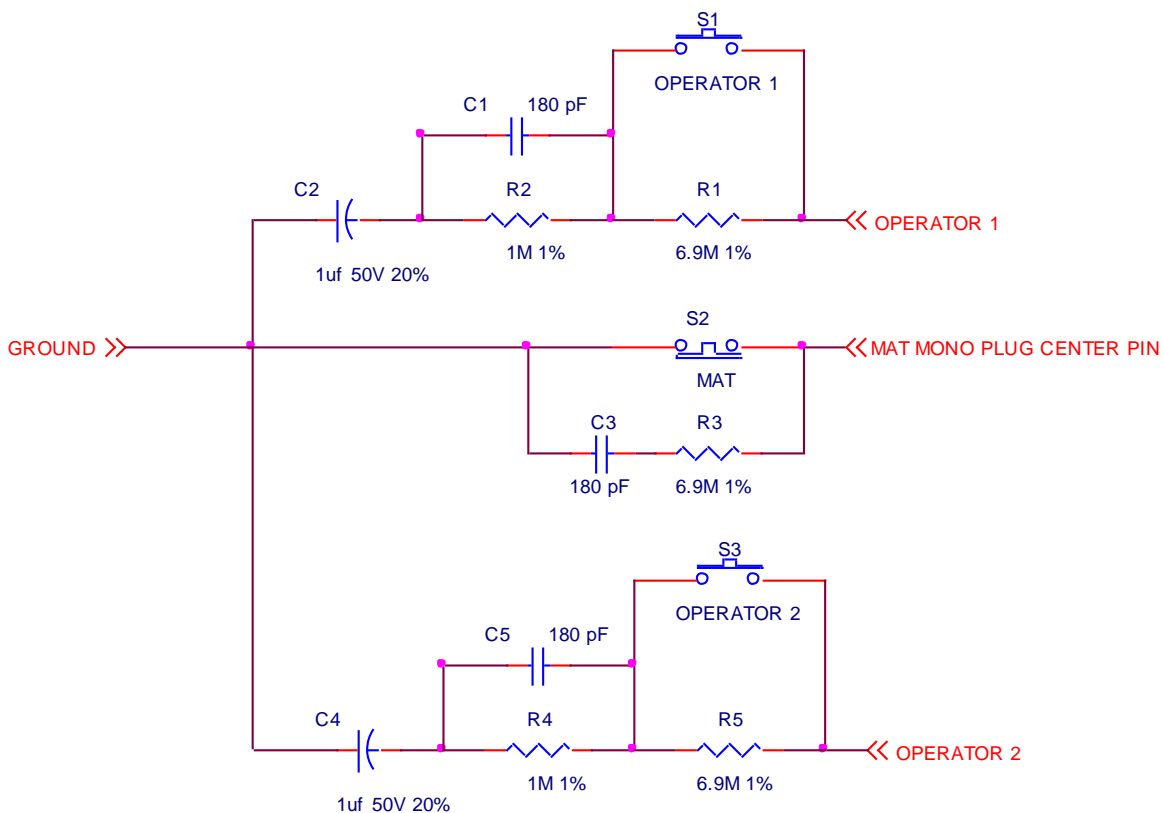 S1
OPERATOR 1
C1 180 pF
C2
R2
R1
OPERATOR 1
1M 1%
6.9M 1%
1uf 50V 20%
S2
GROUND
MAT MONO PLUG CENTER PIN
MAT
C3
R3
180 pF
6.9M 1%
S3
OPERATOR 2
C5 180 pF
C4
R4
R5
OPERATOR 2
1M 1%
6.9M 1%
1uf 50V 20%